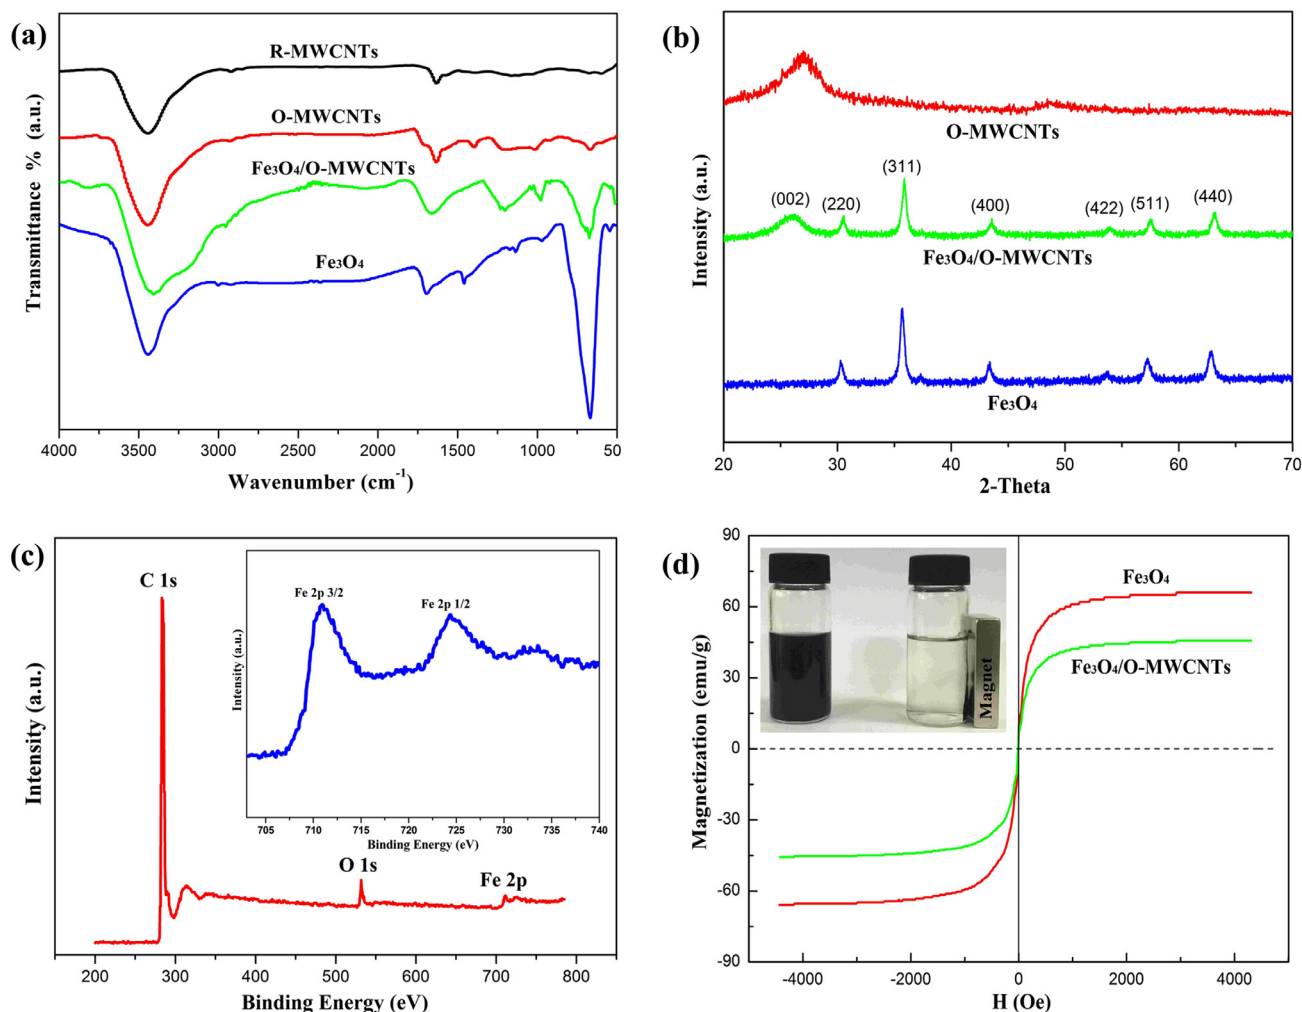 (a)
R-MWCNTs
O-MWCNTs
Fe₃O₄/O-MWCNTs
Fe₃O₄
Transmittance % (a.u.)
4000 3500 3000 2500 2000 1500 1000 50
Wavenumber (cm⁻¹)
(b)
O-MWCNTs
(002) (220) (311) (400) (422) (511) (440)
Fe₃O₄/O-MWCNTs
Fe₃O₄
Intensity (a.u.)
20 30 40 50 60 70
2-Theta
(c)
C 1s
O 1s
Fe 2p
Intensity (a.u.)
200 300 400 500 600 700 800
Binding Energy (eV)
Fe 2p 3/2
Fe 2p 1/2
Intensity (a.u.)
705 710 715 720 725 730 735 740
Binding Energy (eV)
(d)
90
60
30
0
-30
-60
-90
Magnetization (emu/g)
Fe₃O₄
Fe₃O₄/O-MWCNTs
Magnet
-4000 -2000 0 2000 4000
H (Oe)